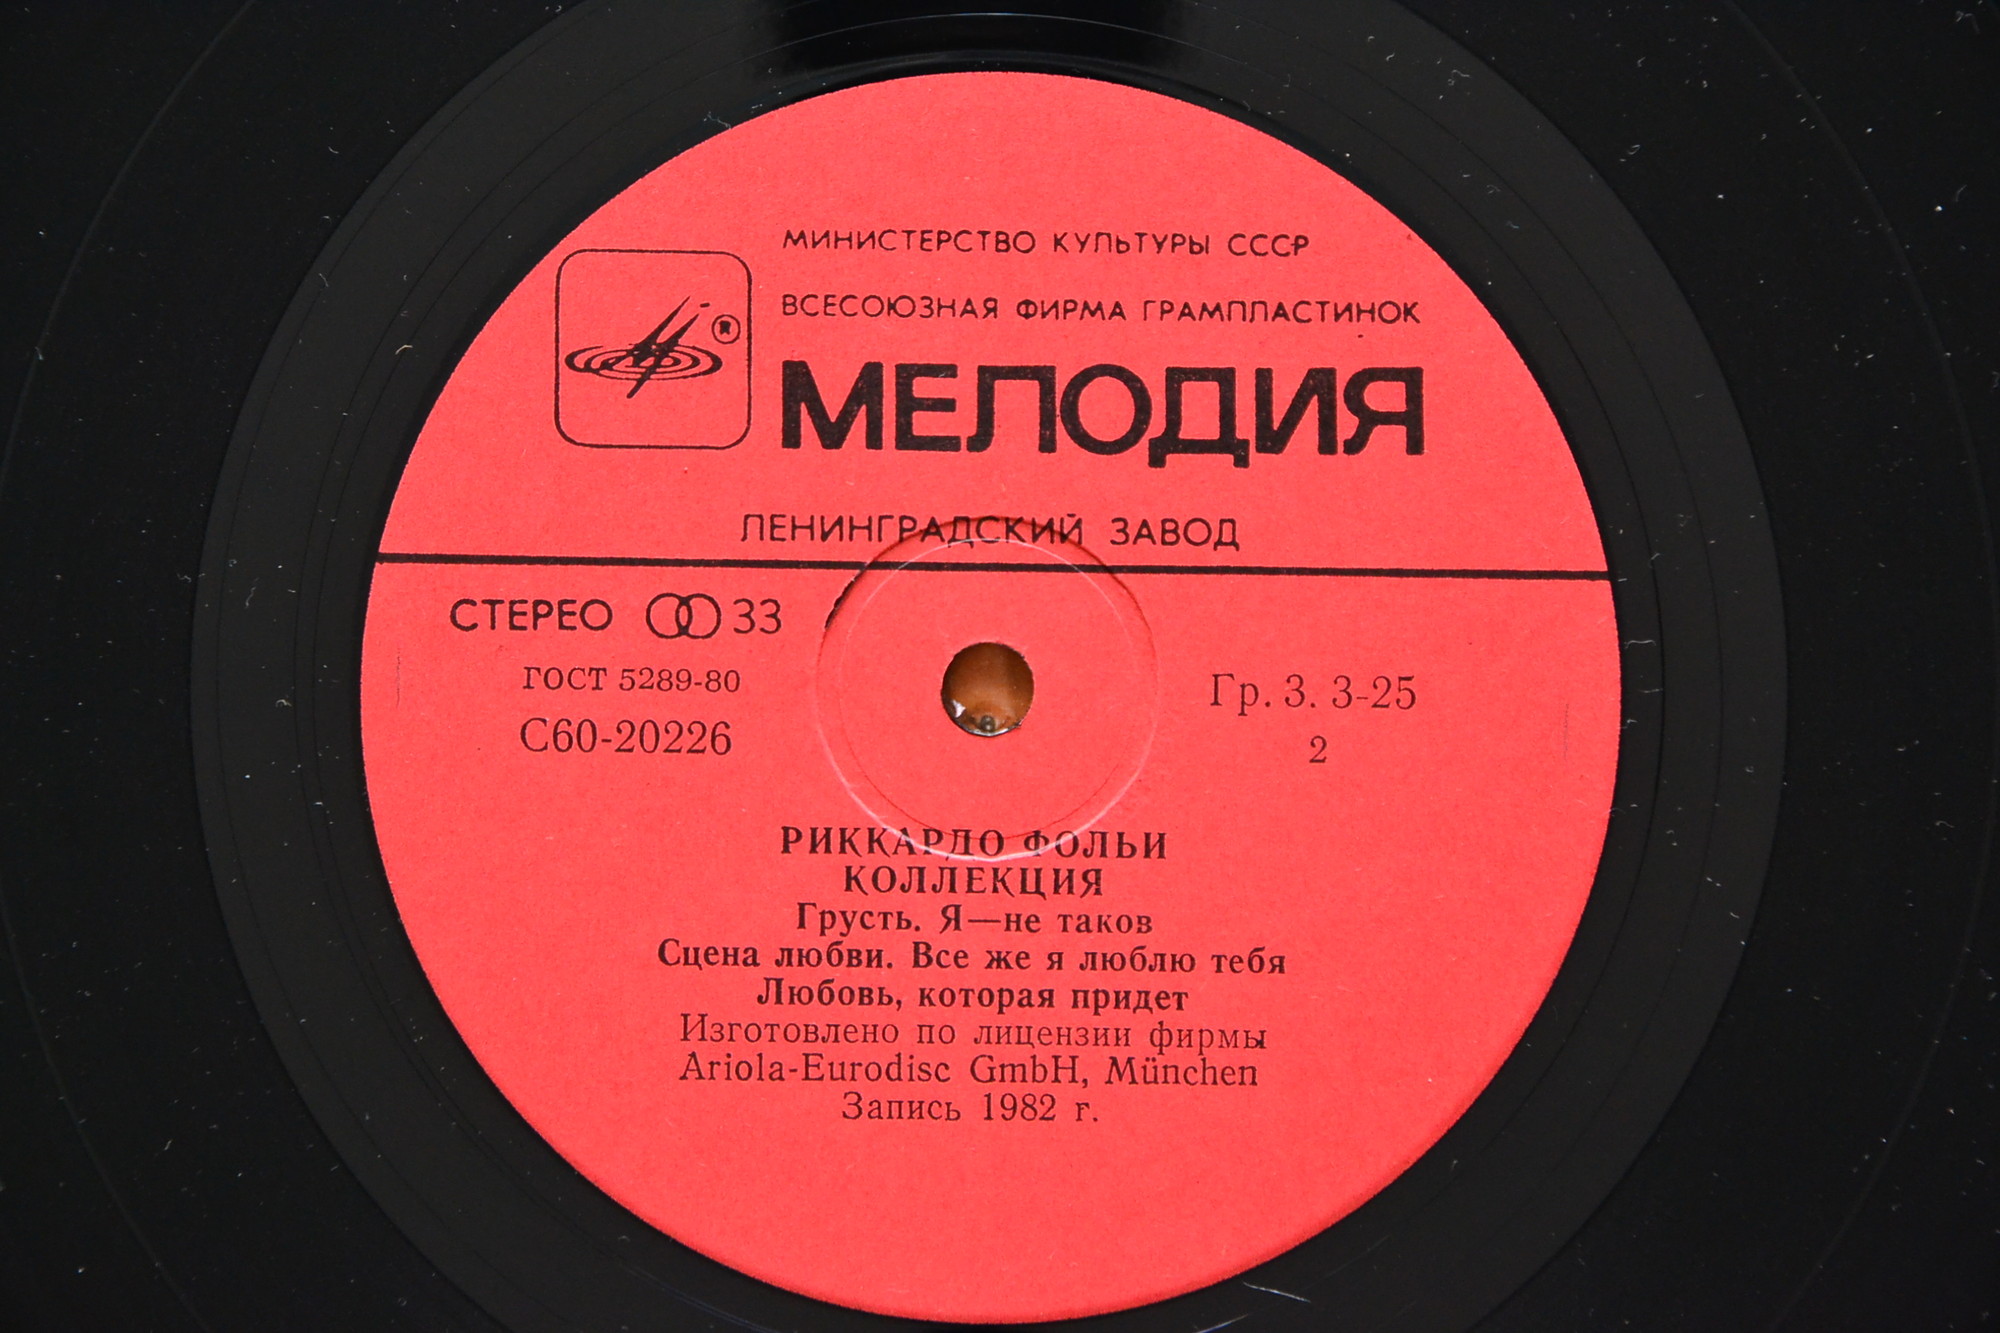 МИНИСТЕРСТВО КУЛЬТУРЫ СССР
ВСЕСОЮЗНАЯ ФИРМА ГРАМПЛАСТИНОК
®
МЕЛОДИЯ
ЛЕНИНГРАДСКИЙ ЗАВОД
СТЕРЕО 33
ГОСТ 5289-80
С60-20226
Гр. 3. 3-25
2
РИККАРДО ФОЛЬИ
КОЛЛЕКЦИЯ
Грусть. Я—не таков
Сцена любви. Все же я люблю тебя
Любовь, которая придет
Изготовлено по лицензии фирмы
Ariola-Eurodisc GmbH, München
Запись 1982 г.